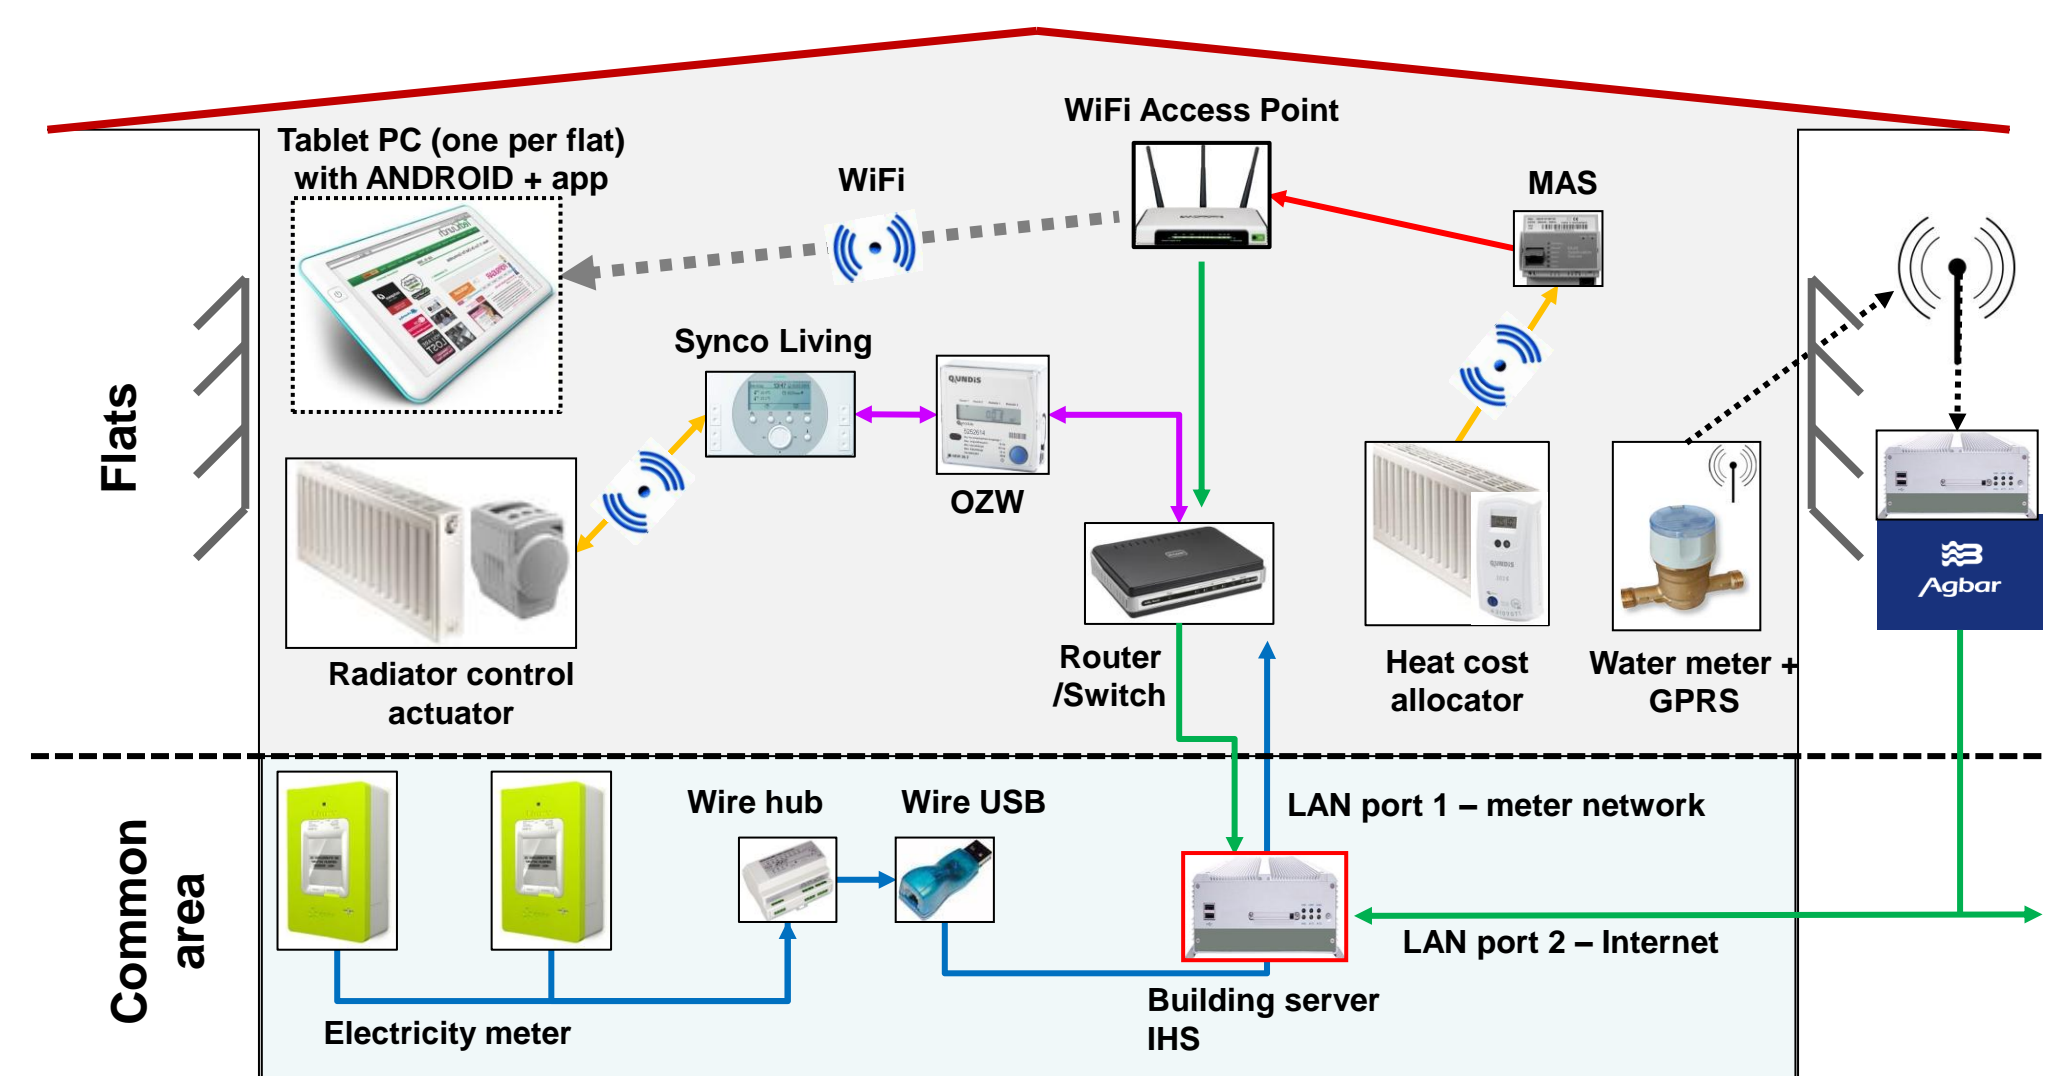 WiFi Access Point
Tablet PC (one per flat)
with ANDROID + app
WiFi
MAS
Synco Living
QUNDIS
OZW
Flats
Agbar
QUNDIS
Radiator control
actuator
Router
/Switch
Heat cost
allocator
Water meter +
GPRS
Common
area
Wire hub
Wire USB
LAN port 1 – meter network
LAN port 2 – Internet
Building server
IHS
Electricity meter